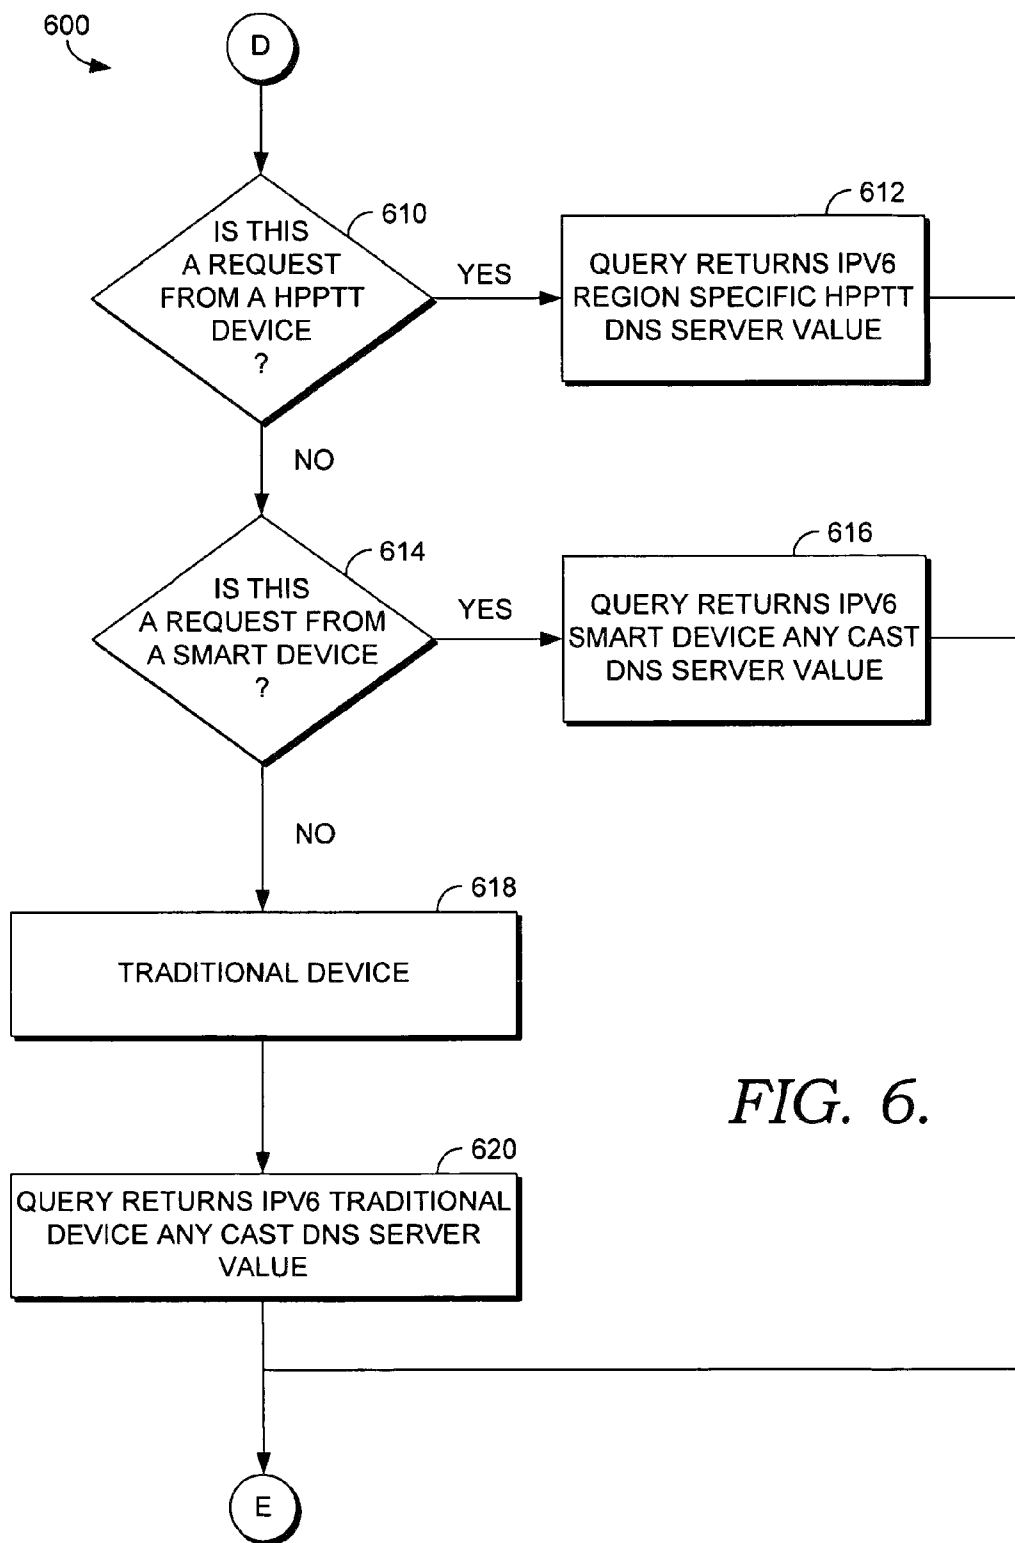 600
D
IS THIS
A REQUEST
FROM A HPPTT
DEVICE
?
610
YES
612
QUERY RETURNS IPV6
REGION SPECIFIC HPPTT
DNS SERVER VALUE
NO
IS THIS
A REQUEST FROM
A SMART DEVICE
?
614
YES
616
QUERY RETURNS IPV6
SMART DEVICE ANY CAST
DNS SERVER VALUE
NO
618
TRADITIONAL DEVICE
FIG. 6.
620
QUERY RETURNS IPV6 TRADITIONAL
DEVICE ANY CAST DNS SERVER
VALUE
E